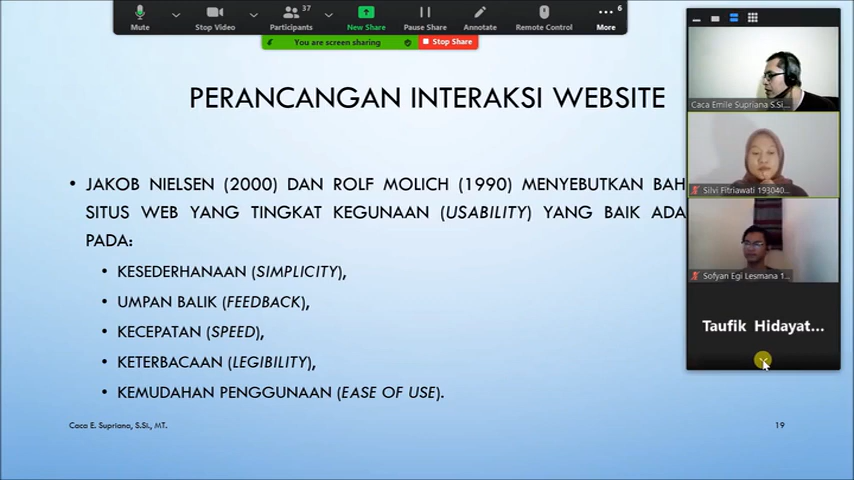 Mute
Stop Video
Participants
37
New Share
Pause Share
Annotate
Remote Control
More
6
You are screen sharing
Stop Share
PERANCANGAN INTERAKSI WEBSITE
• JAKOB NIELSEN (2000) DAN ROLF MOLICH (1990) MENYEBUTKAN BAH
SITUS WEB YANG TINGKAT KEGUNAAN (USABILITY) YANG BAIK ADA
PADA:
• KESEDERHANAAN (SIMPLICITY),
• UMPAN BALIK (FEEDBACK),
• KECEPATAN (SPEED),
• KETERBACAAN (LEGIBILITY),
• KEMUDAHAN PENGGUNAAN (EASE OF USE).
Caca E. Supriana, S.Si., MT.
19
Caca Emile Supriana S.Si...
Silvi Fitriawati 193040...
Sofyan Egi Lesmana 1...
Taufik Hidayat...